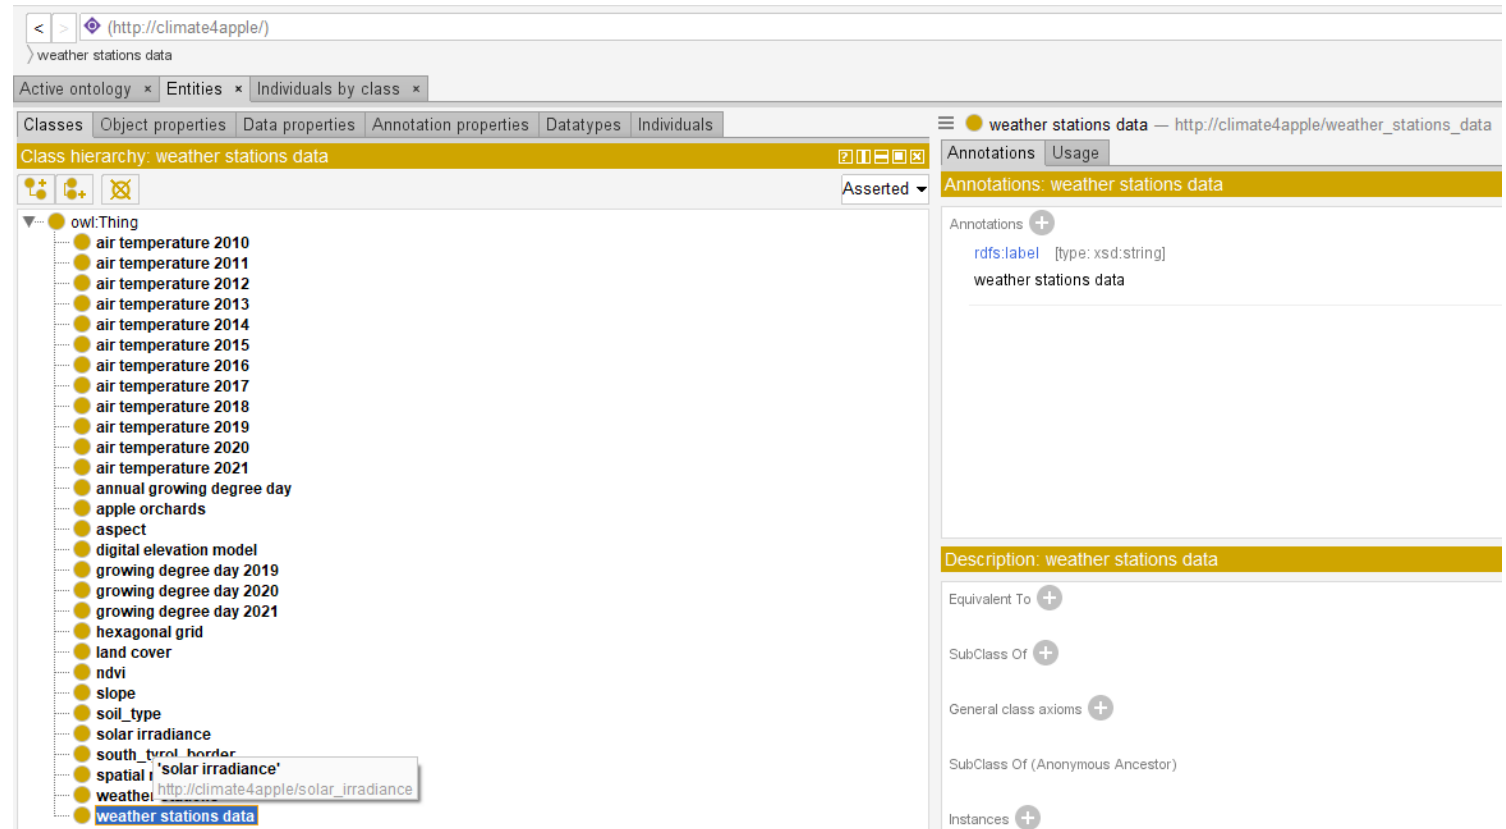 < > (http://climate4apple/)
weather stations data
Active ontology × Entities × Individuals by class ×
Classes Object properties Data properties Annotation properties Datatypes Individuals
Class hierarchy: weather stations data
Asserted
owl:Thing
air temperature 2010
air temperature 2011
air temperature 2012
air temperature 2013
air temperature 2014
air temperature 2015
air temperature 2016
air temperature 2017
air temperature 2018
air temperature 2019
air temperature 2020
air temperature 2021
annual growing degree day
apple orchards
aspect
digital elevation model
growing degree day 2019
growing degree day 2020
growing degree day 2021
hexagonal grid
land cover
ndvi
slope
soil_type
solar irradiance
south_tyrol_border
spatial
weather stations
weather stations data
'solar irradiance'
http://climate4apple/solar_irradiance
weather stations data — http://climate4apple/weather_stations_data
Annotations Usage
Annotations: weather stations data
Annotations
rdfs:label [type: xsd:string]
weather stations data
Description: weather stations data
Equivalent To
SubClass Of
General class axioms
SubClass Of (Anonymous Ancestor)
Instances